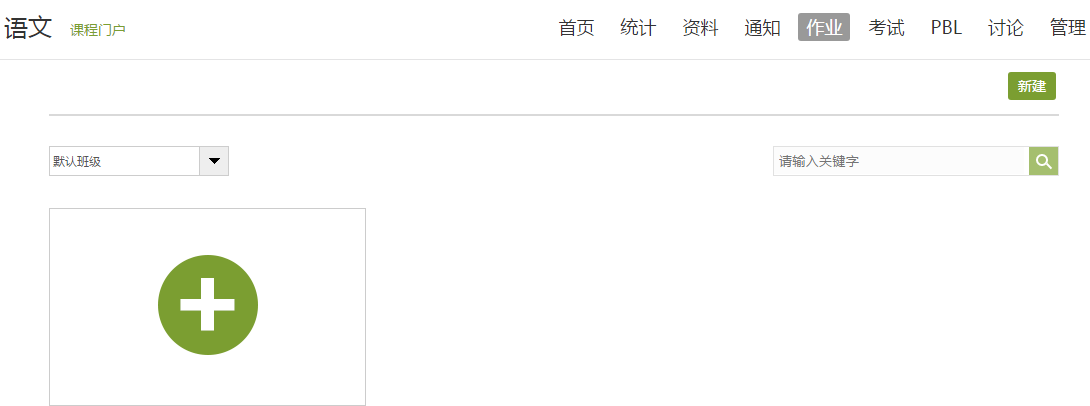 语文 课程门户 首页 统计 资料 通知 作业 考试 PBL 讨论 管理
新建
默认班级 请输入关键字